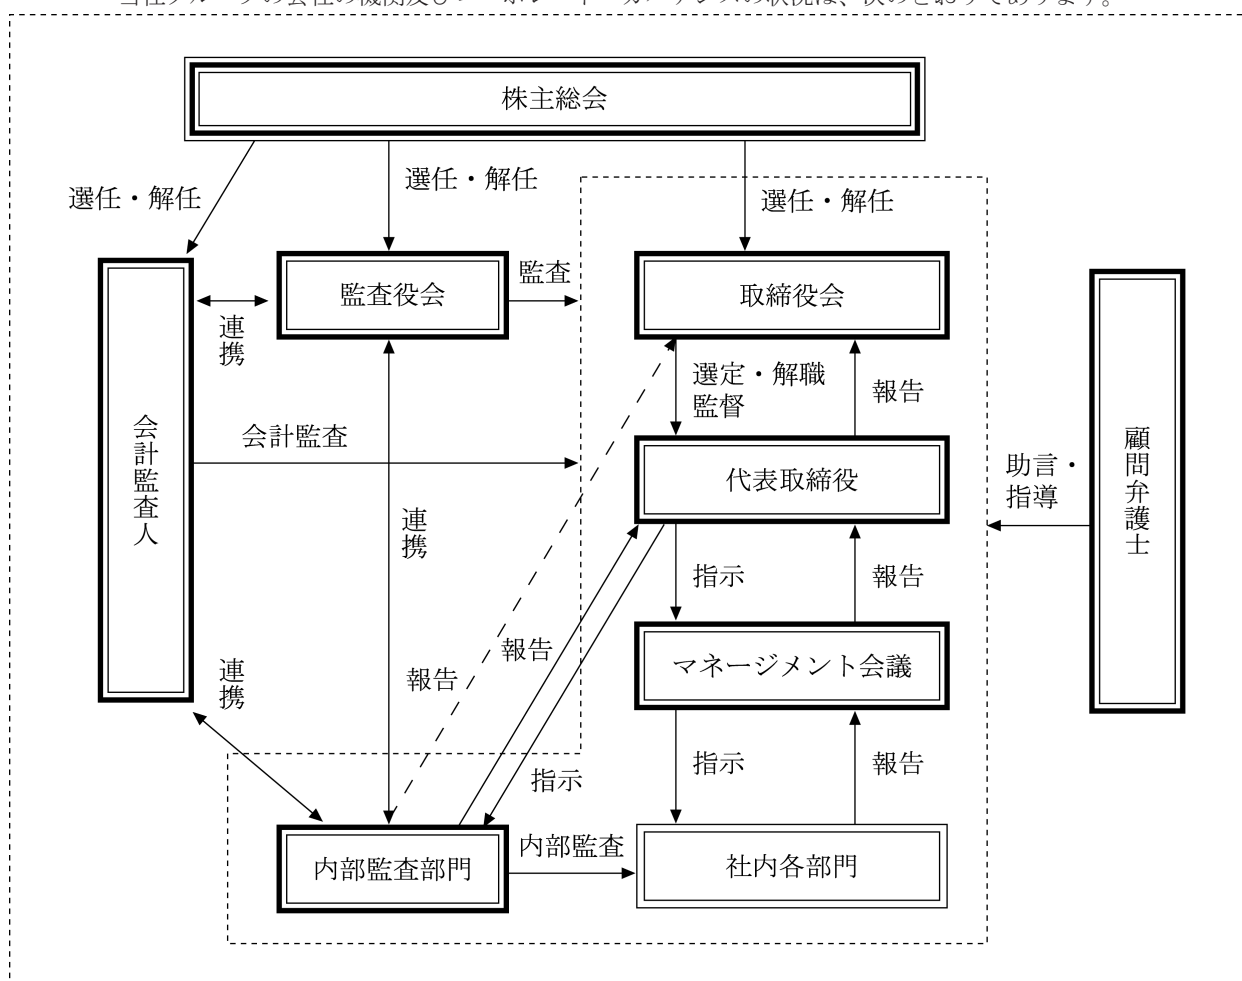 株主総会
選任・解任
選任・解任
選任・解任
監査
監査役会
取締役会
連携
選定・解職
監督
報告
会計監査人
会計監査
代表取締役
顧問弁護士
助言・
指導
連携
指示
報告
報告
マネージメント会議
連携
報告
指示
指示
報告
内部監査
内部監査部門
社内各部門